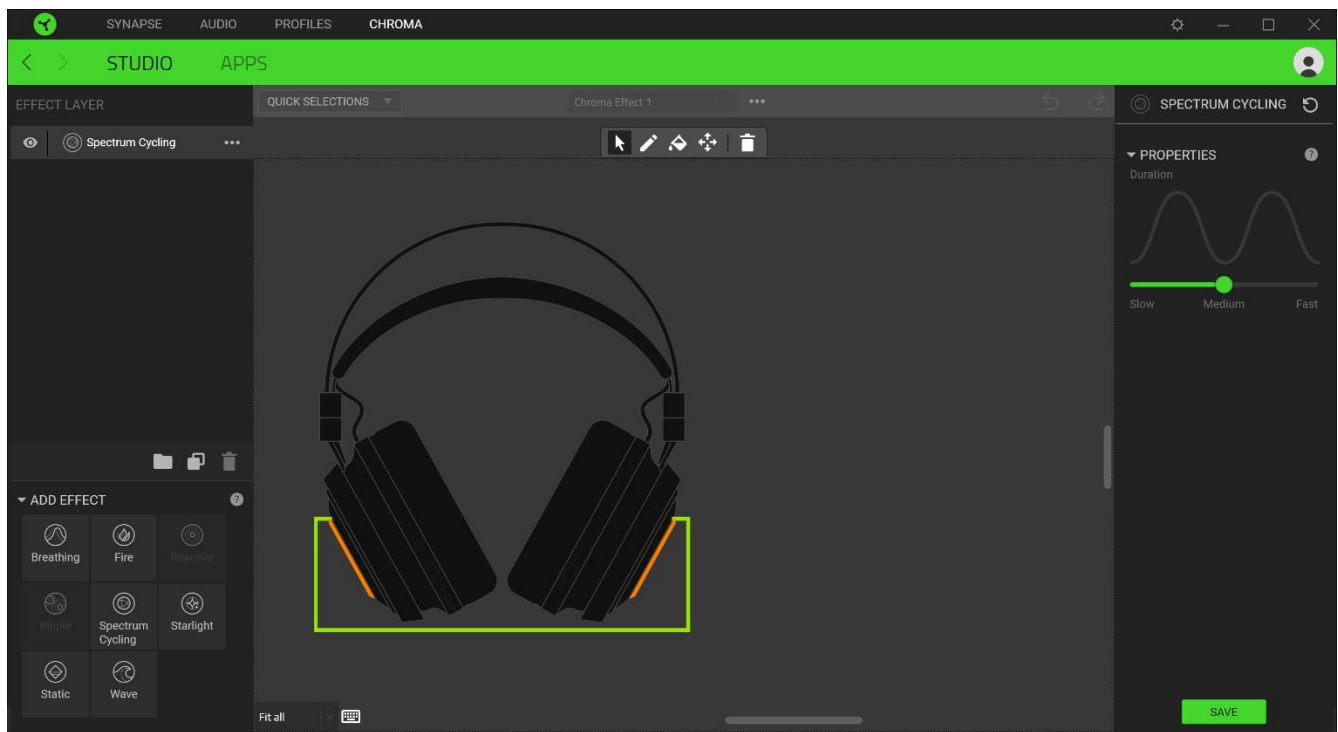 SYNAPSE AUDIO PROFILES CHROMA
STUDIO APPS
EFFECT LAYER
Spectrum Cycling
QUICK SELECTIONS
Chroma Effect 1
SPECTRUM CYCLING
PROPERTIES
Duration
Slow Medium Fast
ADD EFFECT
Breathing Fire Reactive
Ripple Spectrum Cycling Starlight
Static Wave
Fit all
SAVE